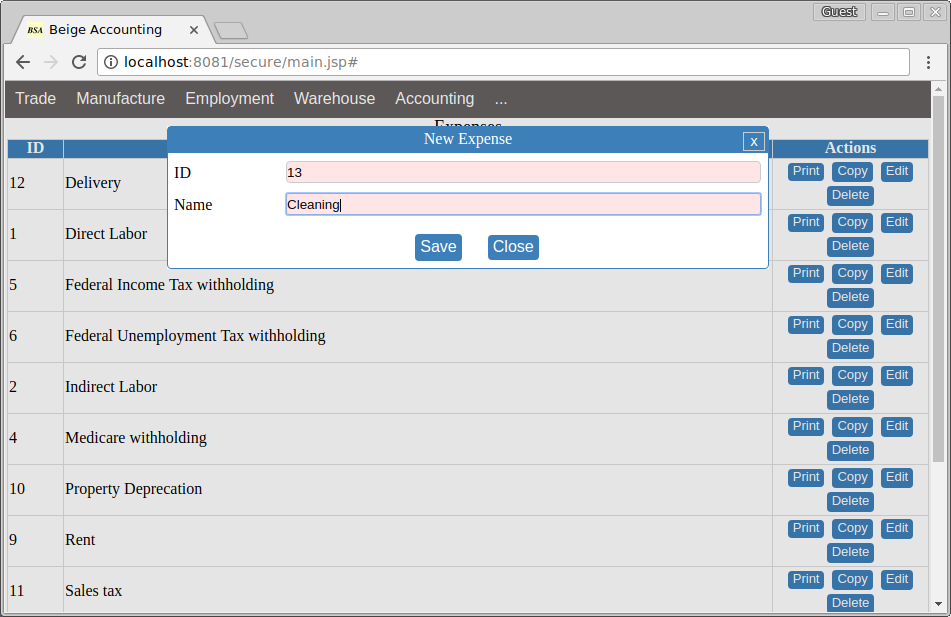 Guest
BSA Beige Accounting
localhost:8081/secure/main.jsp#
Trade Manufacture Employment Warehouse Accounting ...
Expenses
New Expense x
ID Actions
ID 13
Name Cleaning
Save Close
12 Delivery Print Copy Edit
Delete
1 Direct Labor Print Copy Edit
Delete
5 Federal Income Tax withholding Print Copy Edit
Delete
6 Federal Unemployment Tax withholding Print Copy Edit
Delete
2 Indirect Labor Print Copy Edit
Delete
4 Medicare withholding Print Copy Edit
Delete
10 Property Deprecation Print Copy Edit
Delete
9 Rent Print Copy Edit
Delete
11 Sales tax Print Copy Edit
Delete